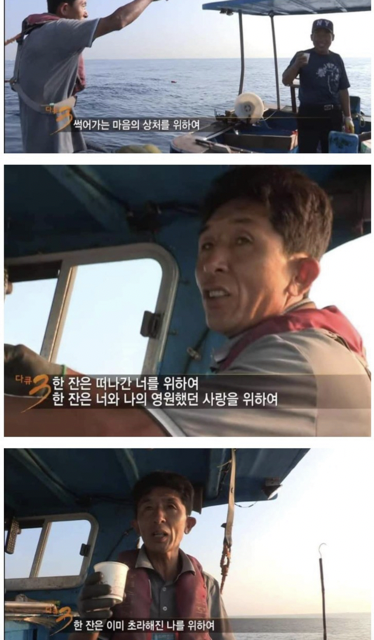 썩어가는 마음의 상처를 위하여
다큐3
한 잔은 떠나간 너를 위하여
한 잔은 너와 나의 영원했던 사랑을 위하여
한 잔은 이미 초라해진 나를 위하여